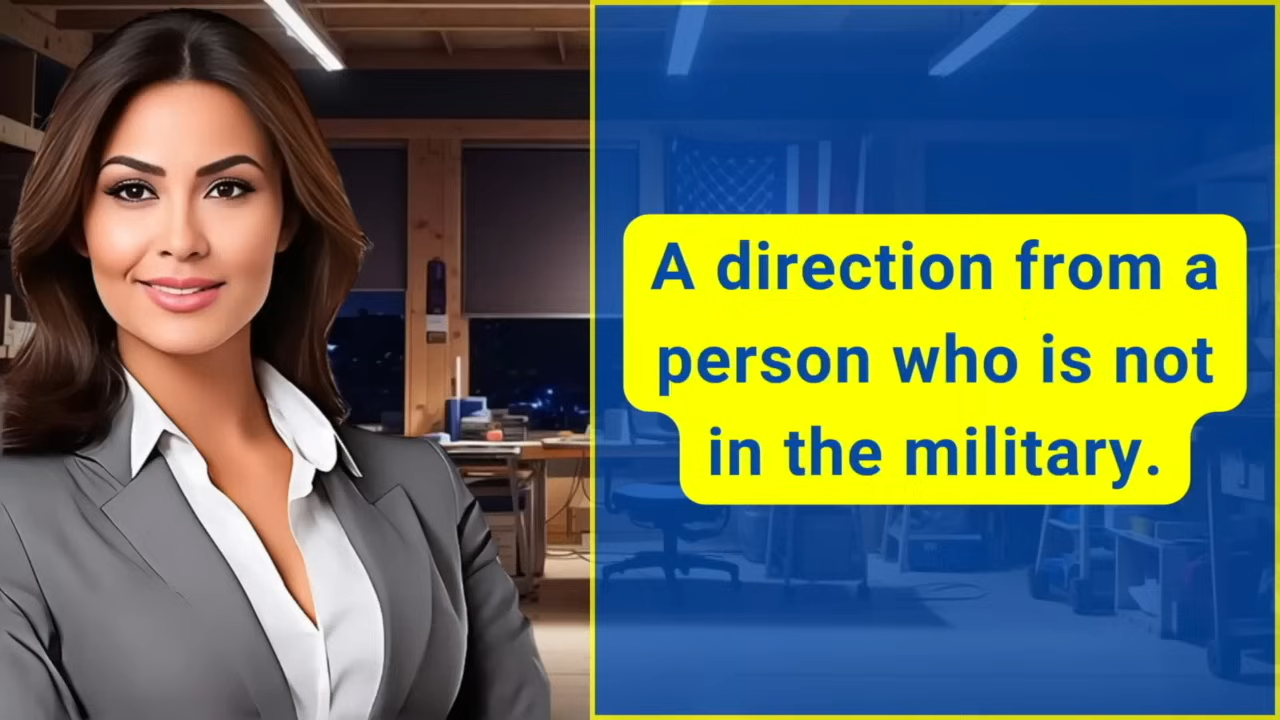 A direction from a
person who is not
in the military.